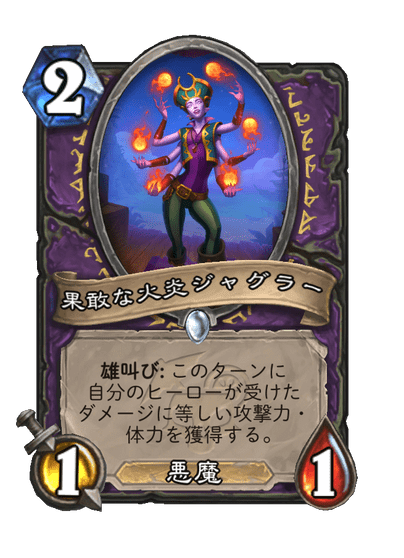 2
果敢な火炎ジャグラー
雄叫び: このターンに
自分のヒーローが受けた
ダメージに等しい攻撃力・
体力を獲得する。
1
悪魔
1